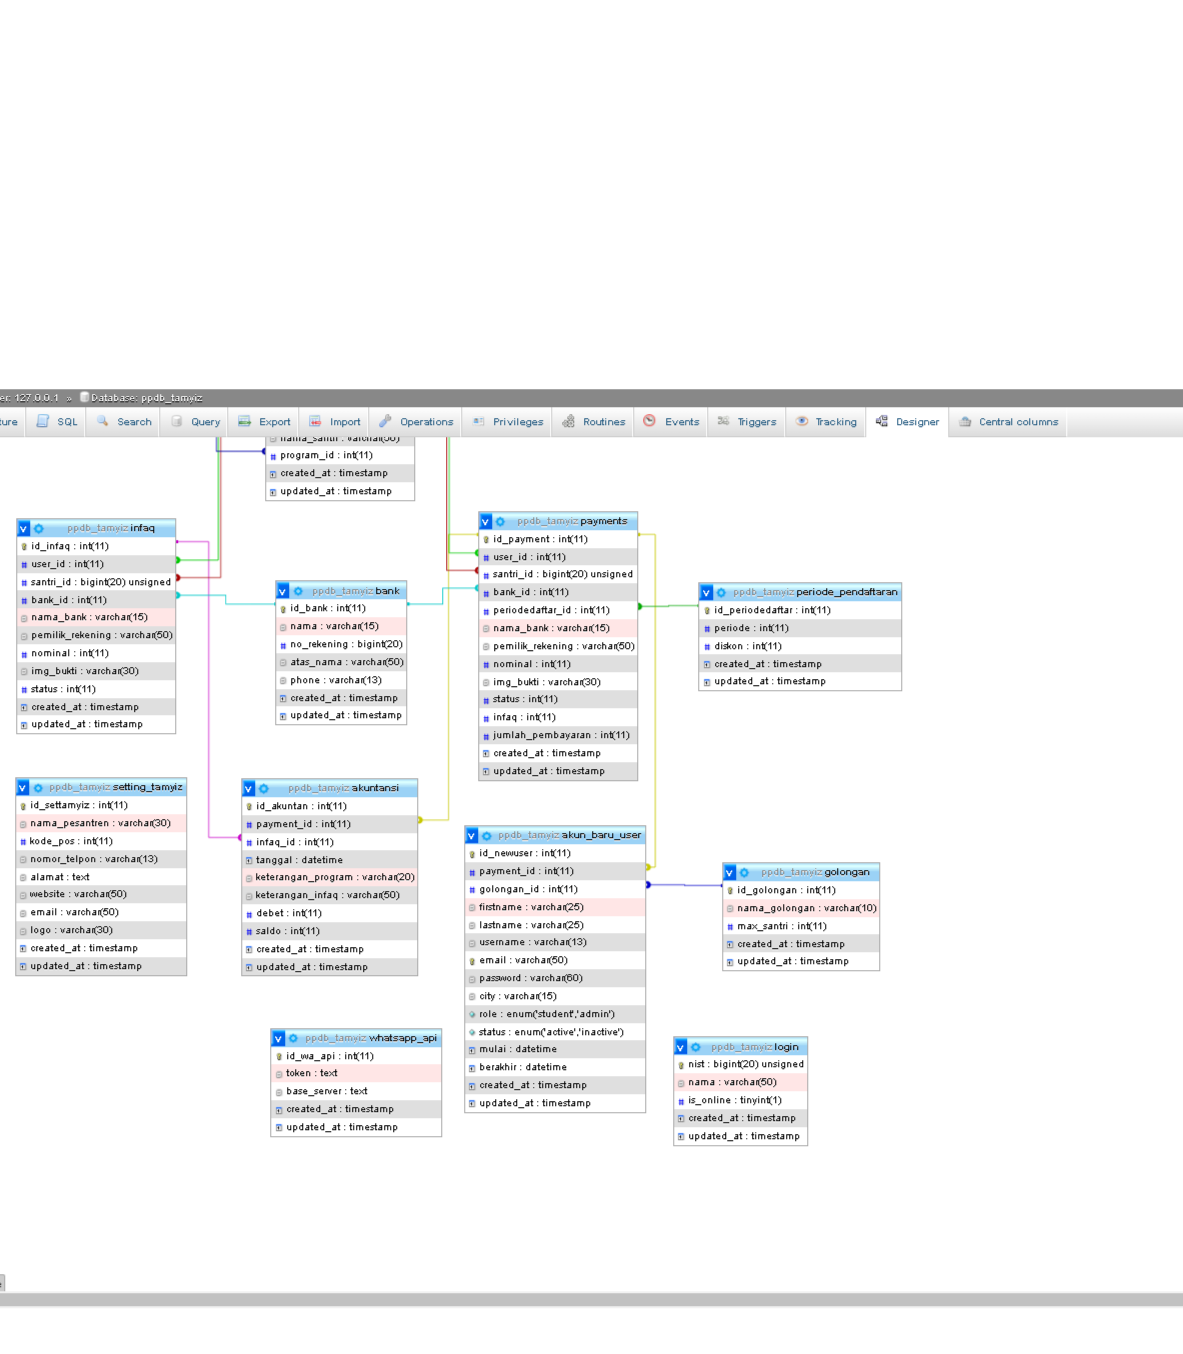 er: 127.0.0.1 » Database: ppdb_tamyiz
ture SQL Search Query Export Import Operations Privileges Routines Events Triggers Tracking Designer Central columns
nama_santri : varchar(50)
program_id : int(11)
created_at : timestamp
updated_at : timestamp
ppdb_tamyiz infaq
id_infaq : int(11)
user_id : int(11)
santri_id : bigint(20) unsigned
bank_id : int(11)
nama_bank : varchar(15)
pemilik_rekening : varchar(50)
nominal : int(11)
img_bukti : varchar(30)
status : int(11)
created_at : timestamp
updated_at : timestamp
ppdb_tamyiz bank
id_bank : int(11)
nama : varchar(15)
no_rekening : bigint(20)
atas_nama : varchar(50)
phone : varchar(13)
created_at : timestamp
updated_at : timestamp
ppdb_tamyiz payments
id_payment : int(11)
user_id : int(11)
santri_id : bigint(20) unsigned
bank_id : int(11)
periodedaftar_id : int(11)
nama_bank : varchar(15)
pemilik_rekening : varchar(50)
nominal : int(11)
img_bukti : varchar(30)
status : int(11)
infaq : int(11)
jumlah_pembayaran : int(11)
created_at : timestamp
updated_at : timestamp
ppdb_tamyiz periode_pendaftaran
id_periodedaftar : int(11)
periode : int(11)
diskon : int(11)
created_at : timestamp
updated_at : timestamp
ppdb_tamyiz setting_tamyiz
id_settamyiz : int(11)
nama_pesantren : varchar(30)
kode_pos : int(11)
nomor_telpon : varchar(13)
alamat : text
website : varchar(50)
email : varchar(50)
logo : varchar(30)
created_at : timestamp
updated_at : timestamp
ppdb_tamyiz akuntansi
id_akuntan : int(11)
payment_id : int(11)
infaq_id : int(11)
tanggal : datetime
keterangan_program : varchar(20)
keterangan_infaq : varchar(50)
debet : int(11)
saldo : int(11)
created_at : timestamp
updated_at : timestamp
ppdb_tamyiz akun_baru_user
id_newuser : int(11)
payment_id : int(11)
golongan_id : int(11)
firstname : varchar(25)
lastname : varchar(25)
username : varchar(13)
email : varchar(50)
password : varchar(60)
city : varchar(15)
role : enum('student','admin')
status : enum('active','inactive')
mulai : datetime
berakhir : datetime
created_at : timestamp
updated_at : timestamp
ppdb_tamyiz golongan
id_golongan : int(11)
nama_golongan : varchar(10)
max_santri : int(11)
created_at : timestamp
updated_at : timestamp
ppdb_tamyiz whatsapp_api
id_wa_api : int(11)
token : text
base_server : text
created_at : timestamp
updated_at : timestamp
ppdb_tamyiz login
nist : bigint(20) unsigned
nama : varchar(50)
is_online : tinyint(1)
created_at : timestamp
updated_at : timestamp